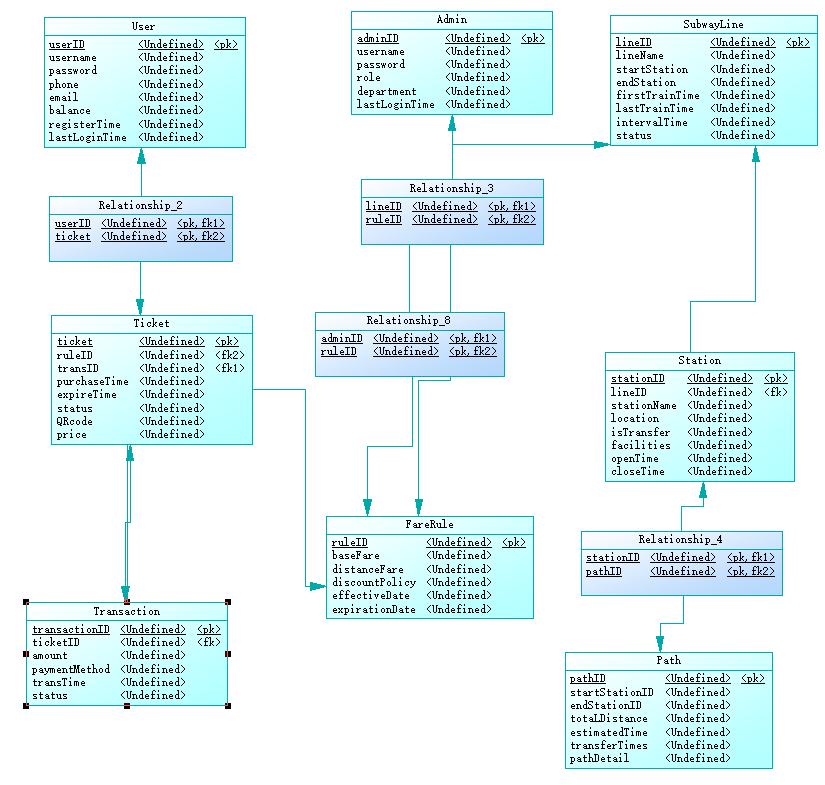 User
userID <Undefined> <pk>
username <Undefined>
password <Undefined>
phone <Undefined>
email <Undefined>
balance <Undefined>
registerTime <Undefined>
lastLoginTime <Undefined>
Admin
adminID <Undefined> <pk>
username <Undefined>
password <Undefined>
role <Undefined>
department <Undefined>
lastLoginTime <Undefined>
SubwayLine
lineID <Undefined> <pk>
lineName <Undefined>
startStation <Undefined>
endStation <Undefined>
firstTrainTime <Undefined>
lastTrainTime <Undefined>
intervalTime <Undefined>
status <Undefined>
Relationship_2
userID <Undefined> <pk,fk1>
ticket <Undefined> <pk,fk2>
Relationship_3
lineID <Undefined> <pk,fk1>
ruleID <Undefined> <pk,fk2>
Ticket
ticket <Undefined> <pk>
ruleID <Undefined> <fk2>
transID <Undefined> <fk1>
purchaseTime <Undefined>
expireTime <Undefined>
status <Undefined>
QRcode <Undefined>
price <Undefined>
Relationship_8
adminID <Undefined> <pk,fk1>
ruleID <Undefined> <pk,fk2>
Station
stationID <Undefined> <pk>
lineID <Undefined> <fk>
stationName <Undefined>
location <Undefined>
isTransfer <Undefined>
facilities <Undefined>
openTime <Undefined>
closeTime <Undefined>
FareRule
ruleID <Undefined> <pk>
baseFare <Undefined>
distanceFare <Undefined>
discountPolicy <Undefined>
effectiveDate <Undefined>
expirationDate <Undefined>
Relationship_4
stationID <Undefined> <pk,fk1>
pathID <Undefined> <pk,fk2>
Transaction
transactionID <Undefined> <pk>
ticketID <Undefined> <fk>
amount <Undefined>
paymentMethod <Undefined>
transTime <Undefined>
status <Undefined>
Path
pathID <Undefined> <pk>
startStationID <Undefined>
endStationID <Undefined>
totaLDistance <Undefined>
estimatedTime <Undefined>
transferTimes <Undefined>
pathDetail <Undefined>